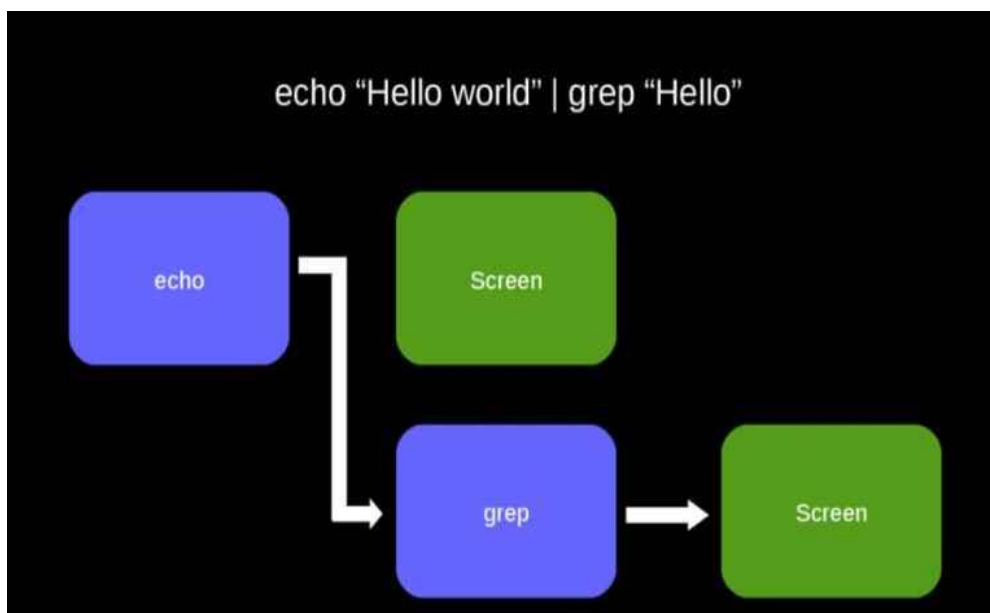 echo “Hello world” | grep “Hello”
echo
Screen
grep
Screen